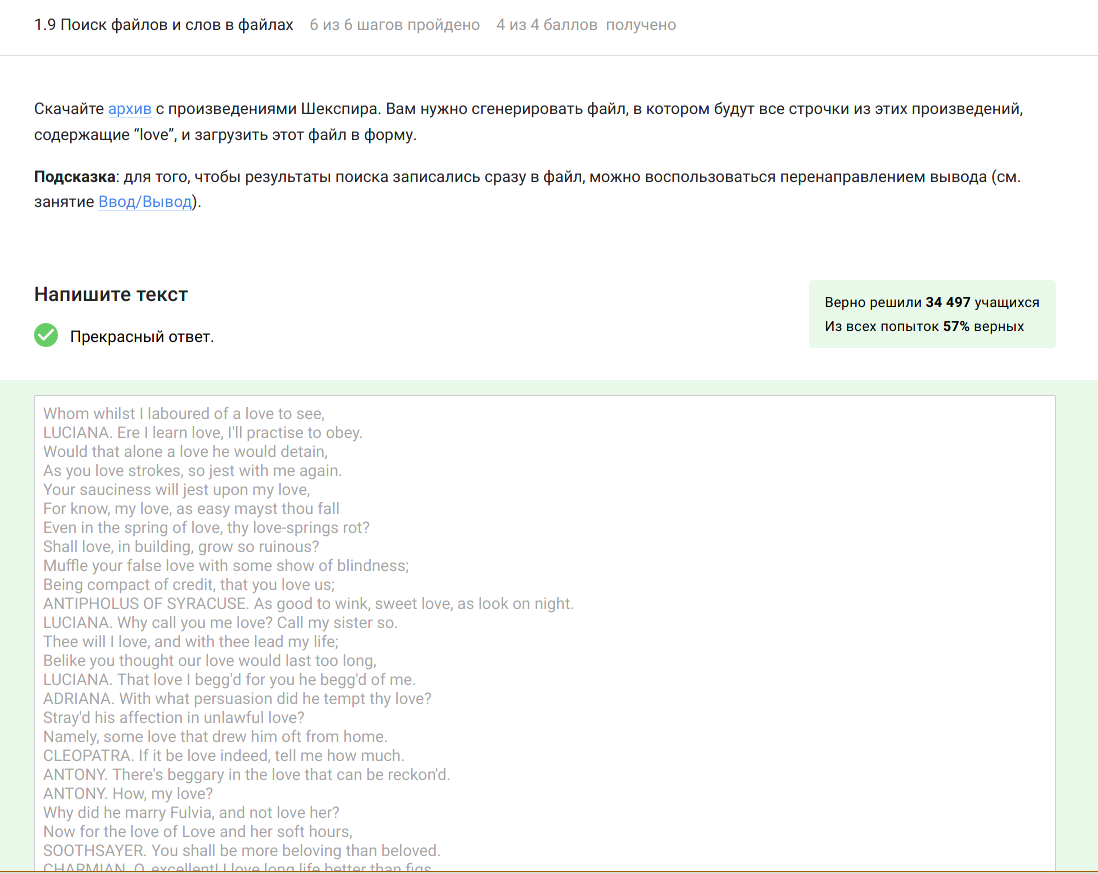 1.9 Поиск файлов и слов в файлах 6 из 6 шагов пройдено 4 из 4 баллов получено
Скачайте архив с произведениями Шекспира. Вам нужно сгенерировать файл, в котором будут все строчки из этих произведений,
содержащие “love”, и загрузить этот файл в форму.
Подсказка: для того, чтобы результаты поиска записались сразу в файл, можно воспользоваться перенаправлением вывода (см.
занятие Ввод/Вывод).
Напишите текст
Прекрасный ответ.
Верно решили 34 497 учащихся
Из всех попыток 57% верных
Whom whilst I laboured of a love to see,
LUCIANA. Ere I learn love, I'll practise to obey.
Would that alone a love he would detain,
As you love strokes, so jest with me again.
Your sauciness will jest upon my love,
For know, my love, as easy mayst thou fall
Even in the spring of love, thy love-springs rot?
Shall love, in building, grow so ruinous?
Muffle your false love with some show of blindness;
Being compact of credit, that you love us;
ANTIPHOLUS OF SYRACUSE. As good to wink, sweet love, as look on night.
LUCIANA. Why call you me love? Call my sister so.
Thee will I love, and with thee lead my life;
Belike you thought our love would last too long,
LUCIANA. That love I begg'd for you he begg'd of me.
ADRIANA. With what persuasion did he tempt thy love?
Stray'd his affection in unlawful love?
Namely, some love that drew him oft from home.
CLEOPATRA. If it be love indeed, tell me how much.
ANTONY. There's beggary in the love that can be reckon'd.
ANTONY. How, my love?
Why did he marry Fulvia, and not love her?
Now for the love of Love and her soft hours,
SOOTHSAYER. You shall be more beloving than beloved.
CHARMIAN. O, excellent! I love long life better than figs.